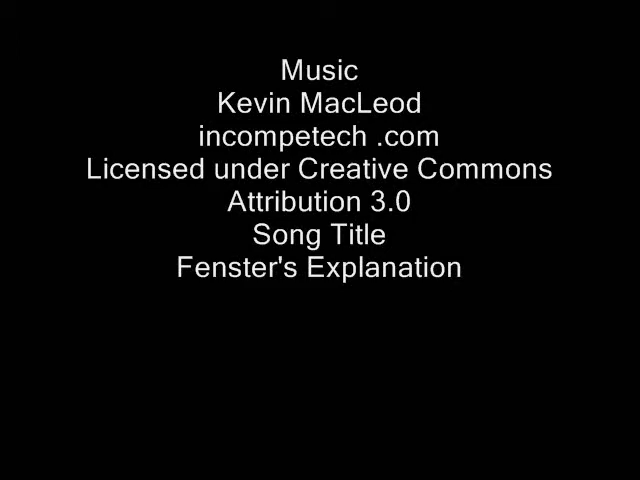 Music
Kevin MacLeod
incompetech .com
Licensed under Creative Commons
Attribution 3.0
Song Title
Fenster's Explanation